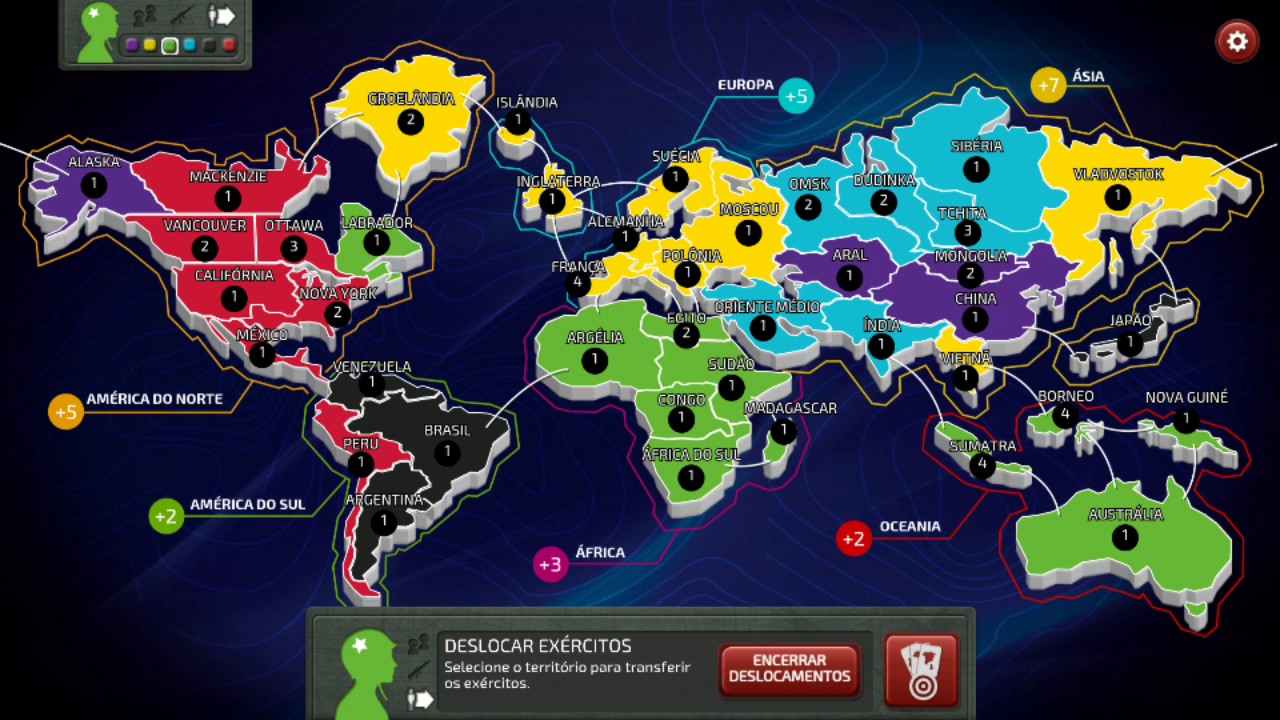 ÁSIA
+7
EUROPA
+5
GROELÂNDIA
2
ISLÂNDIA
1
SIBÉRIA
1
ALASKA
1
MACKENZIE
1
SUÉCIA
1
INGLATERRA
1
OMSK
2
DUDINKA
2
VLADVOSTOK
1
VANCOUVER
2
OTTAWA
3
LABRADOR
1
ALEMANHA
1
MOSCOU
1
TCHITA
3
CALIFÓRNIA
1
NOVA YORK
2
FRANÇA
4
POLÔNIA
1
ARAL
1
MONGOLIA
2
CHINA
1
MÉXICO
1
ARGÉLIA
1
EGITO
2
ORIENTE MÉDIO
1
ÍNDIA
1
JAPÃO
1
VENEZUELA
1
SUDÃO
1
VIETNÃ
1
+5
AMÉRICA DO NORTE
CONGO
1
MADAGASCAR
1
BORNEO
4
NOVA GUINÉ
1
PERU
1
BRASIL
1
ÁFRICA DO SUL
1
SUMATRA
4
+2
AMÉRICA DO SUL
ARGENTINA
1
AUSTRÁLIA
1
+3
ÁFRICA
+2
OCEANIA
DESLOCAR EXÉRCITOS
Selecione o território para transferir
os exércitos.
ENCERRAR
DESLOCAMENTOS